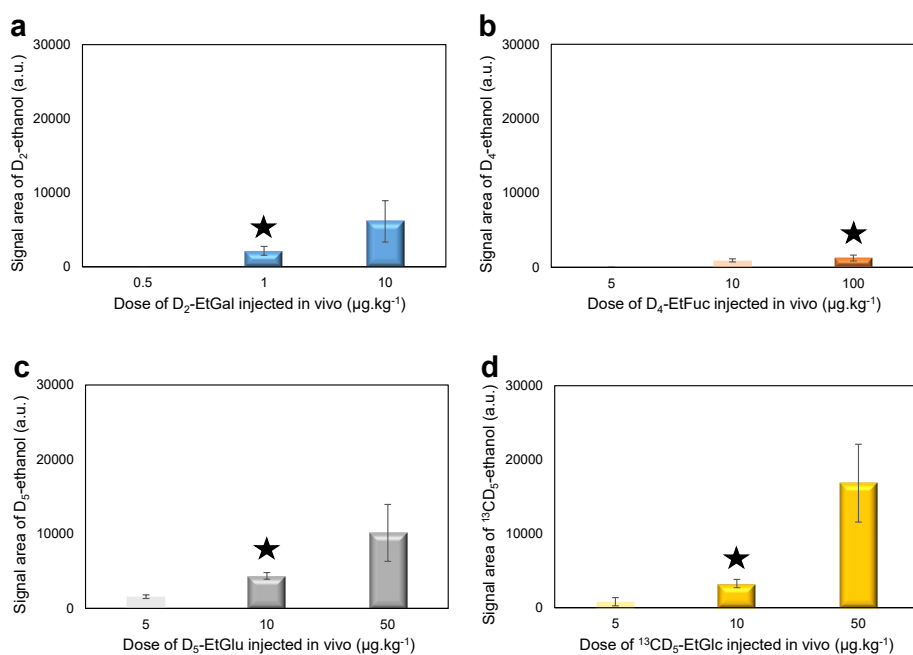 a
30000
20000
10000
0
Signal area of D₂-ethanol (a.u.)
0.5 1 10
Dose of D₂-EtGal injected in vivo (µg.kg⁻¹)
b
30000
20000
10000
0
Signal area of D₄-ethanol (a.u.)
5 10 100
Dose of D₄-EtFuc injected in vivo (µg.kg⁻¹)
c
30000
20000
10000
0
Signal area of D₅-ethanol (a.u.)
5 10 50
Dose of D₅-EtGlu injected in vivo (µg.kg⁻¹)
d
30000
20000
10000
0
Signal area of ¹³CD₅-ethanol (a.u.)
5 10 50
Dose of ¹³CD₅-EtGlc injected in vivo (µg.kg⁻¹)